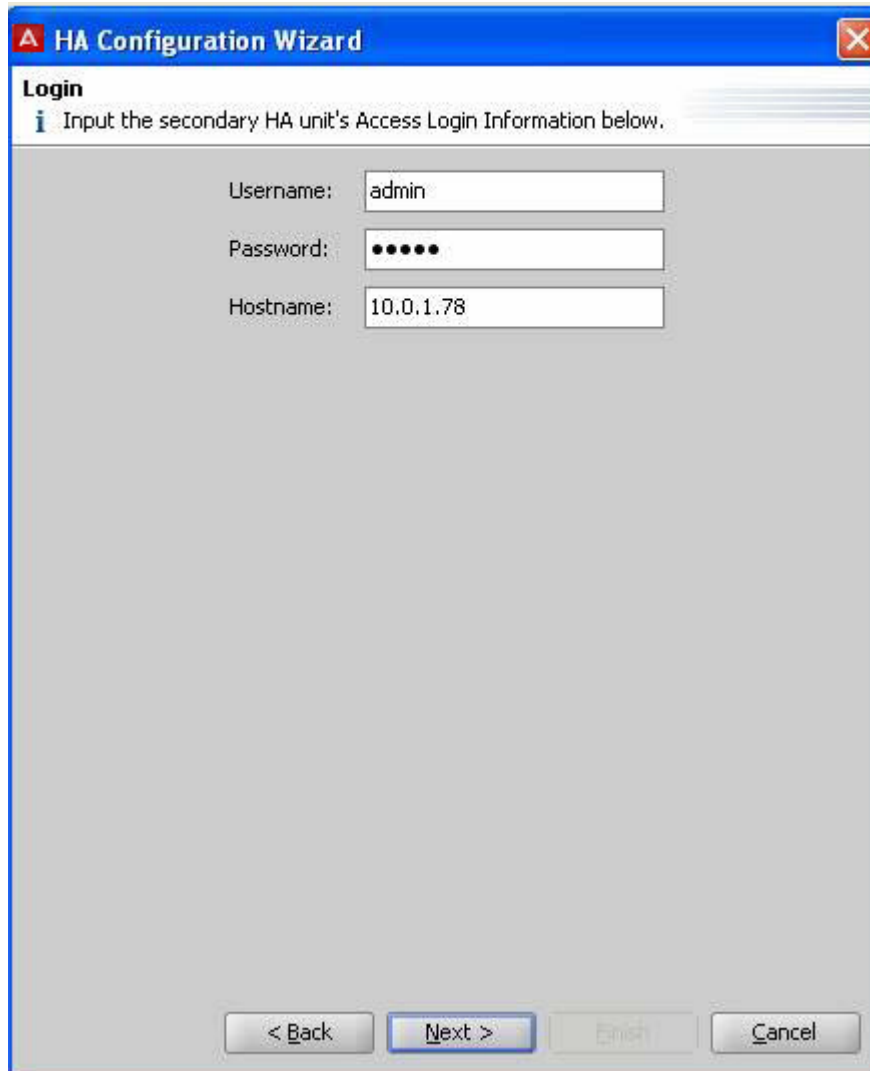 HA Configuration Wizard
Login
Input the secondary HA unit's Access Login Information below.
Username: admin
Password: •••••
Hostname: 10.0.1.78
< Back Next > Finish Cancel